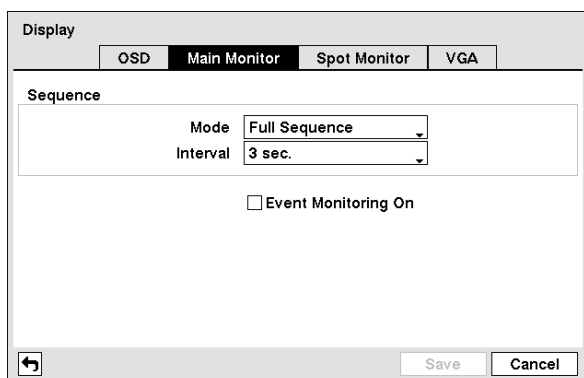 Display
OSD Main Monitor Spot Monitor VGA
Sequence
Mode Full Sequence
Interval 3 sec.
Event Monitoring On
Save Cancel